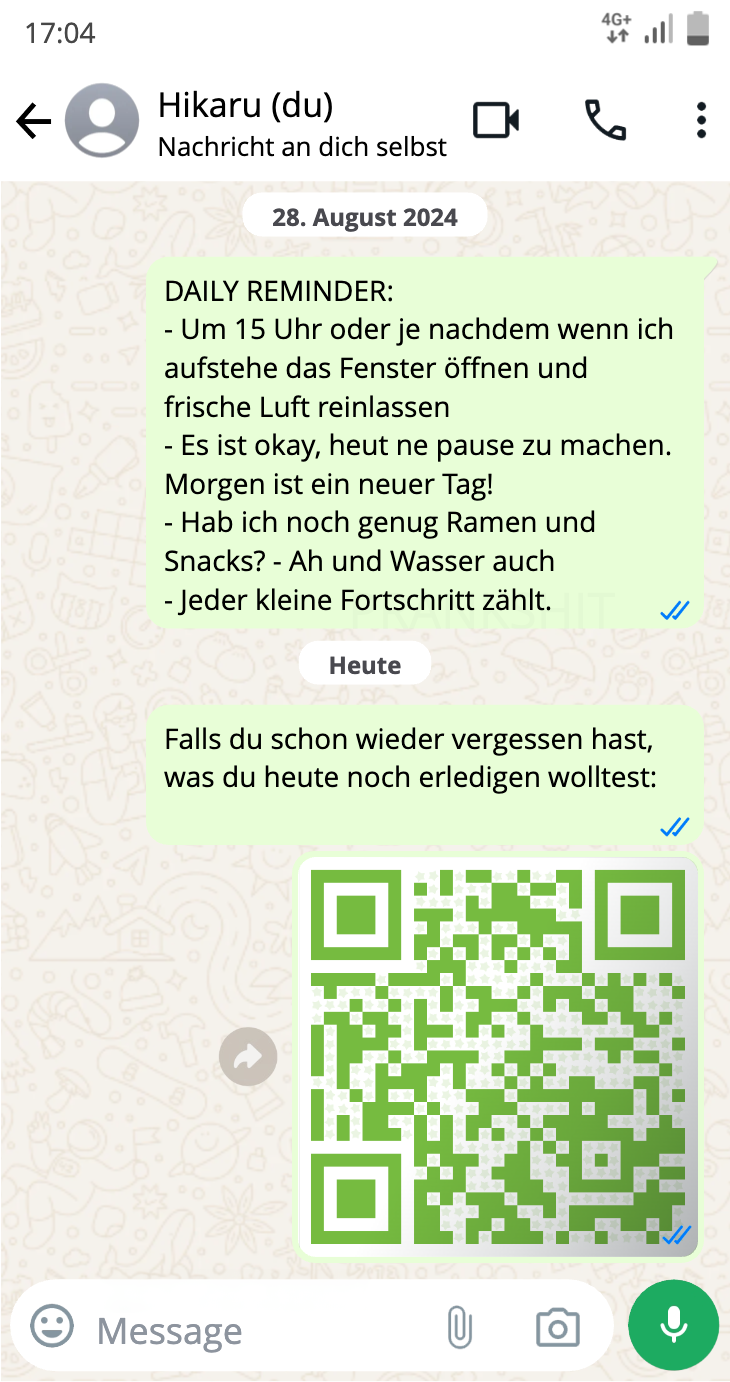 17:04
4G+
Hikaru (du)
Nachricht an dich selbst
28. August 2024
DAILY REMINDER:
- Um 15 Uhr oder je nachdem wenn ich
aufstehe das Fenster öffnen und
frische Luft reinlassen
- Es ist okay, heut ne pause zu machen.
Morgen ist ein neuer Tag!
- Hab ich noch genug Ramen und
Snacks? - Ah und Wasser auch
- Jeder kleine Fortschritt zählt.
Heute
Falls du schon wieder vergessen hast,
was du heute noch erledigen wolltest:
Message